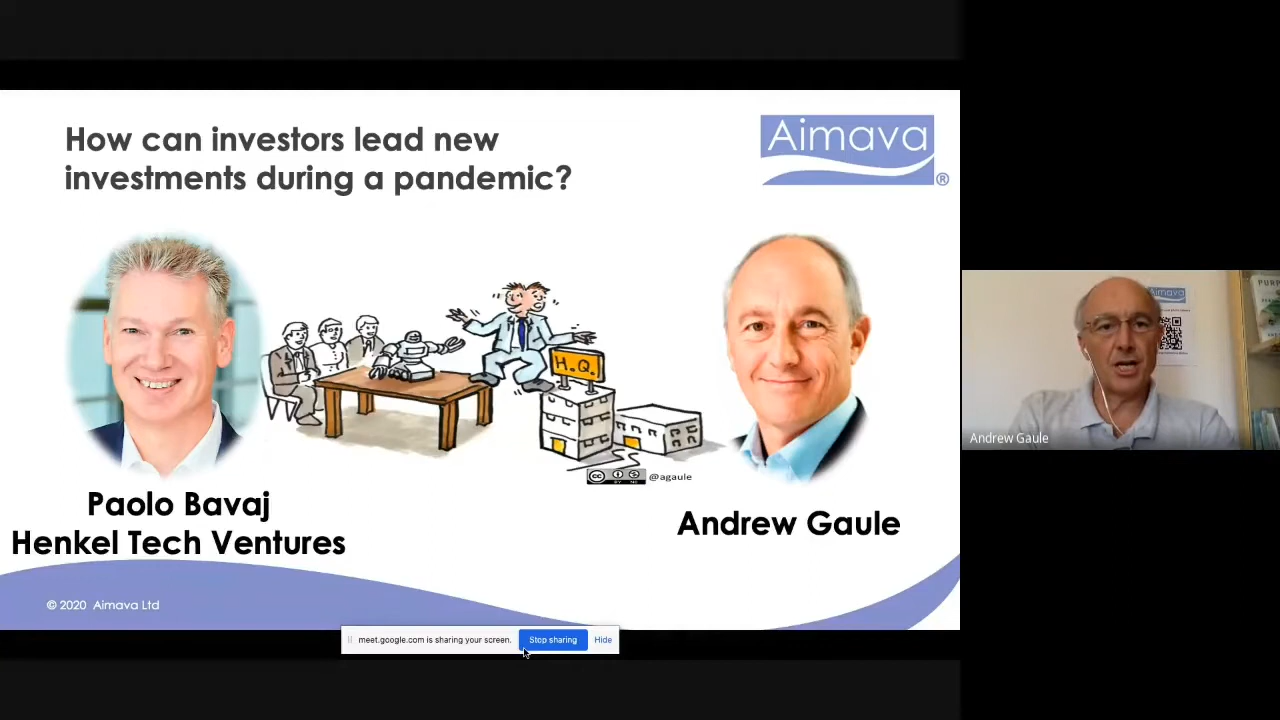 How can investors lead new
investments during a pandemic?
Aimava
®
H.Q.
@agaule
Paolo Bavaj
Henkel Tech Ventures
Andrew Gaule
© 2020 Aimava Ltd
meet.google.com is sharing your screen.
Stop sharing
Hide
Aimava
Andrew Gaule